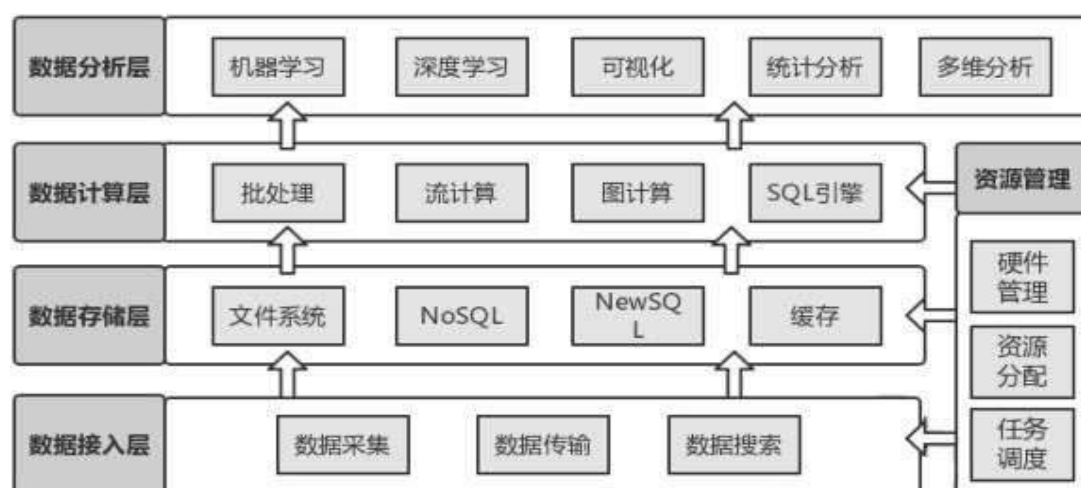 数据分析层
机器学习
深度学习
可视化
统计分析
多维分析
数据计算层
批处理
流计算
图计算
SQL引擎
数据存储层
文件系统
NoSQL
NewSQ
L
缓存
数据接入层
数据采集
数据传输
数据搜索
资源管理
硬件
管理
资源
分配
任务
调度